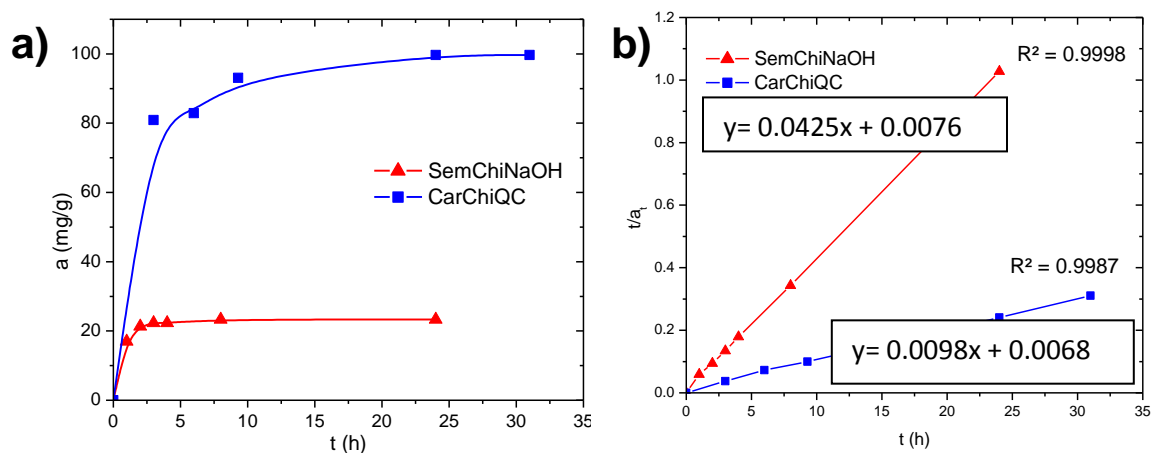 a)
a (mg/g)
100
80
60
40
20
0
SemChiNaOH
CarChiQC
0 5 10 15 20 25 30 35
t (h)
b)
t/aₜ
1.2
1.0
0.8
0.6
0.4
0.2
0.0
SemChiNaOH
CarChiQC
R² = 0.9998
y= 0.0425x + 0.0076
R² = 0.9987
y= 0.0098x + 0.0068
0 5 10 15 20 25 30 35
t (h)